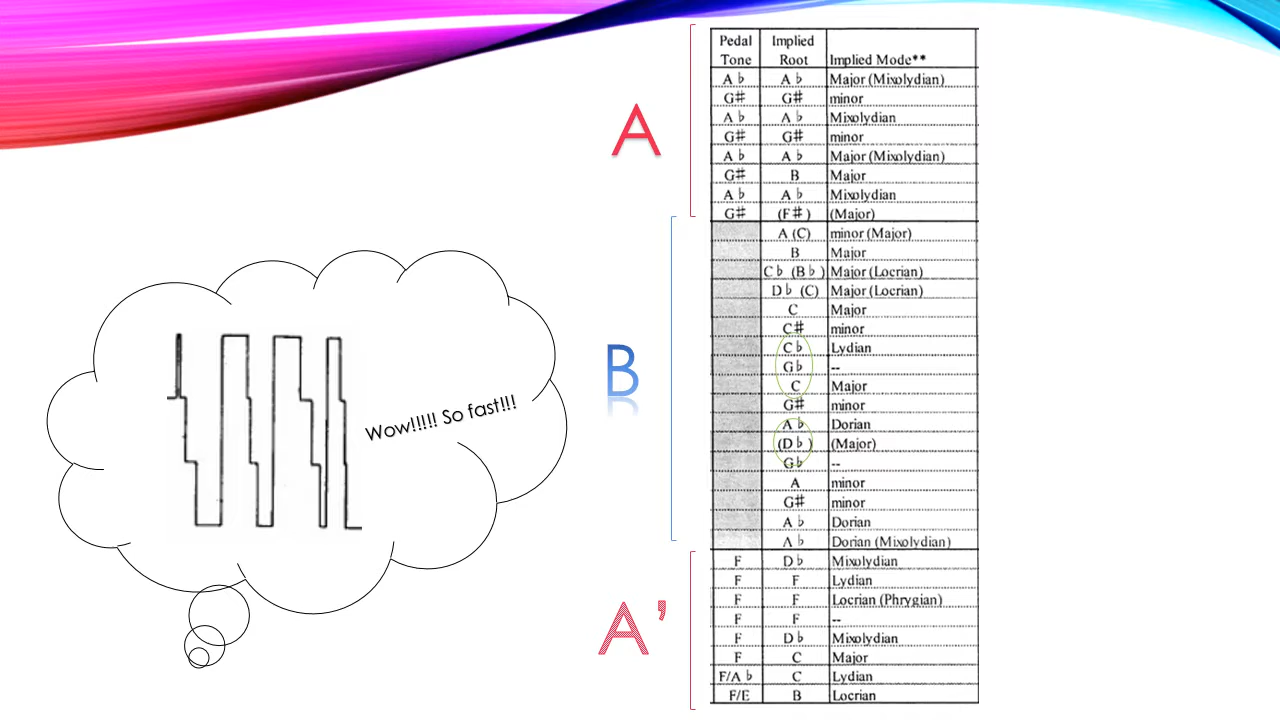 Pedal Implied
Tone Root Implied Mode**
A♭ A♭ Major (Mixolydian)
G# G# minor
A♭ A♭ Mixolydian
G# G# minor
A♭ A♭ Major (Mixolydian)
G# B Major
A♭ A♭ Mixolydian
G# (F#) (Major)
A
A (C) minor (Major)
B Major
C♭ (B♭) Major (Locrian)
D♭ (C) Major (Locrian)
C Major
C# minor
C♭ Lydian
G♭ --
C Major
G# minor
A♭ Dorian
(D♭) (Major)
G♭ --
A minor
G# minor
A♭ Dorian
A♭ Dorian (Mixolydian)
B
Wow!!!!! So fast!!!
F D♭ Mixolydian
F F Lydian
F F Locrian (Phrygian)
F F --
F D♭ Mixolydian
F C Major
F/A♭ C Lydian
F/E B Locrian
A’